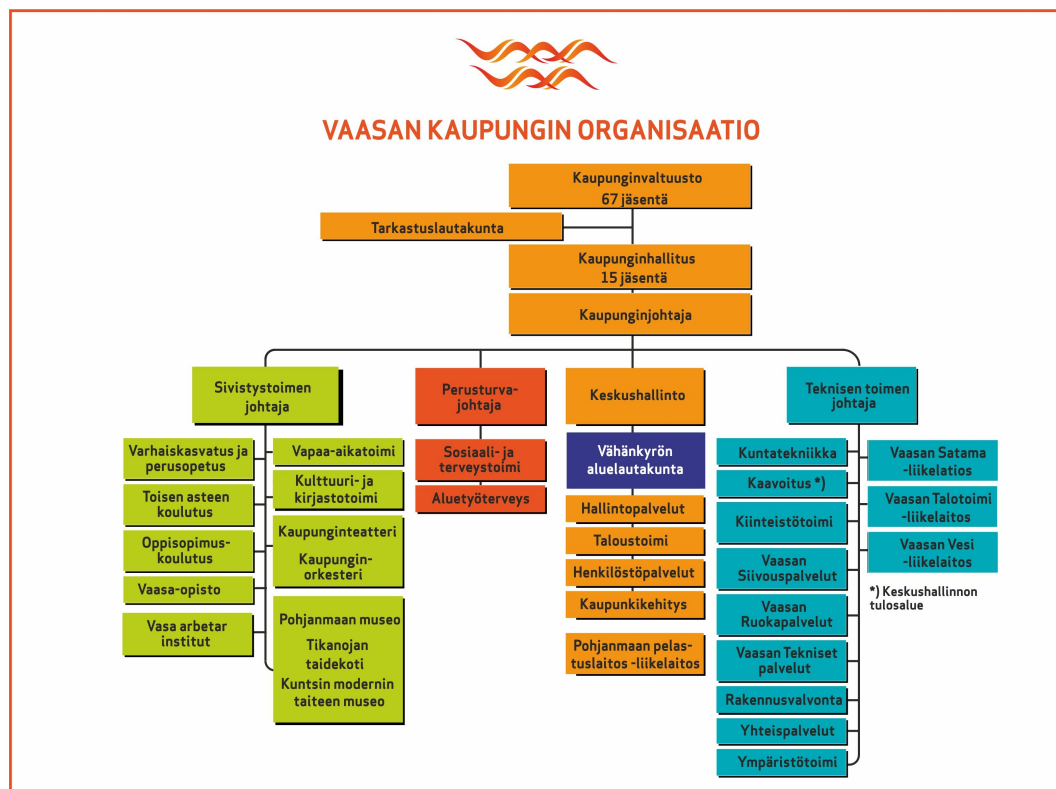 VAASAN KAUPUNGIN ORGANISAATIO
Kaupunginvaltuusto
67 jäsentä
Tarkastuslautakunta
Kaupunginhallitus
15 jäsentä
Kaupunginjohtaja
Sivistystoimen
johtaja
Varhaiskasvatus ja
perusopetus
Toisen asteen
koulutus
Oppisopimus-
koulutus
Vaasa-opisto
Vasa arbetar
institut
Vapaa-aikatoimi
Kulttuuri- ja
kirjastotoimi
Kaupunginteatteri
Kaupungin-
orkesteri
Pohjanmaan museo
Tikanojan
taidekoti
Kuntsin modernin
taiteen museo
Perusturva-
johtaja
Sosiaali- ja
terveystoimi
Aluetyöterveys
Keskushallinto
Vähänkyrön
aluelautakunta
Hallintopalvelut
Taloustoimi
Henkilöstöpalvelut
Kaupunkikehitys
Pohjanmaan pelas-
tuslaitos -liikelaitos
Teknisen toimen
johtaja
Kuntatekniikka
Kaavoitus *)
Kiinteistötoimi
Vaasan
Siivouspalvelut
Vaasan
Ruokapalvelut
Vaasan Tekniset
palvelut
Rakennusvalvonta
Yhteispalvelut
Ympäristötoimi
Vaasan Satama
-liikelatios
Vaasan Talotoimi
-liikelaitos
Vaasan Vesi
-liikelaitos
*) Keskushallinnon
tulosalue